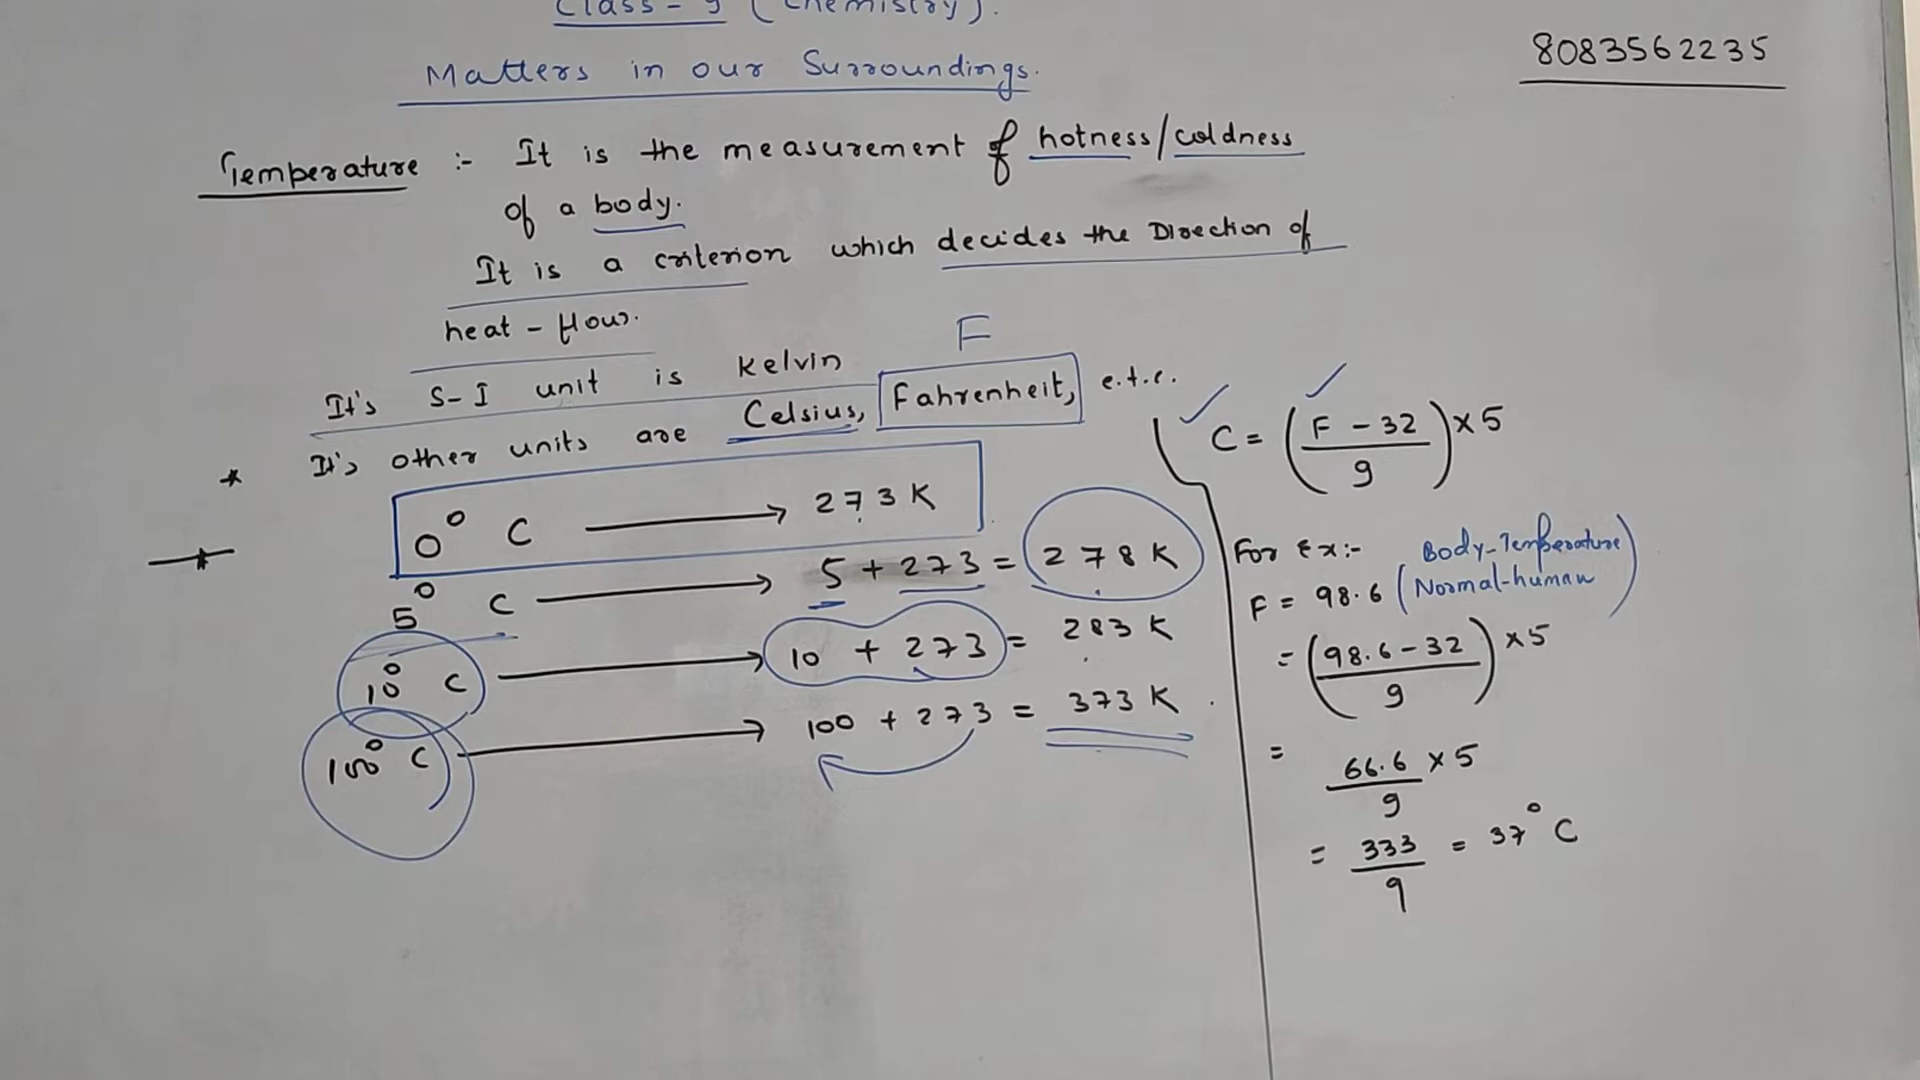 Class - 9 (Chemistry).
8083562235
Matters in our Surroundings.
Temperature :- It is the measurement of hotness/coldness
of a body.
It is a criterion which decides the Direction of
heat - flow.
It's S-I unit is Kelvin
F
* It's other units are Celsius, Fahrenheit, e.t.c.
0° C → 273 K
5° C → 5 + 273 = 278 K
10° C → 10 + 273 = 283 K
100° C → 100 + 273 = 373 K
C = (F - 32 / 9) × 5
For Ex:- Body-Temperature
F = 98.6 (Normal-human)
= (98.6 - 32 / 9) × 5
= 66.6 / 9 × 5
= 333 / 9 = 37° C